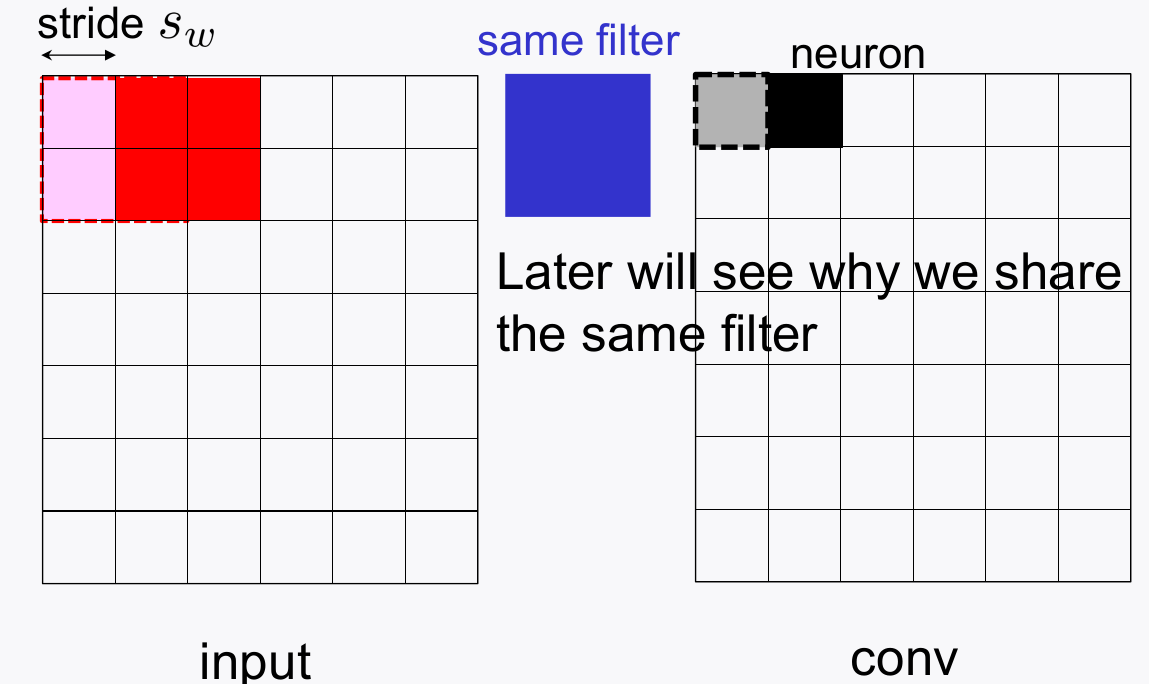 stride s_w
same filter
neuron
Later will see why we share
the same filter
input
conv